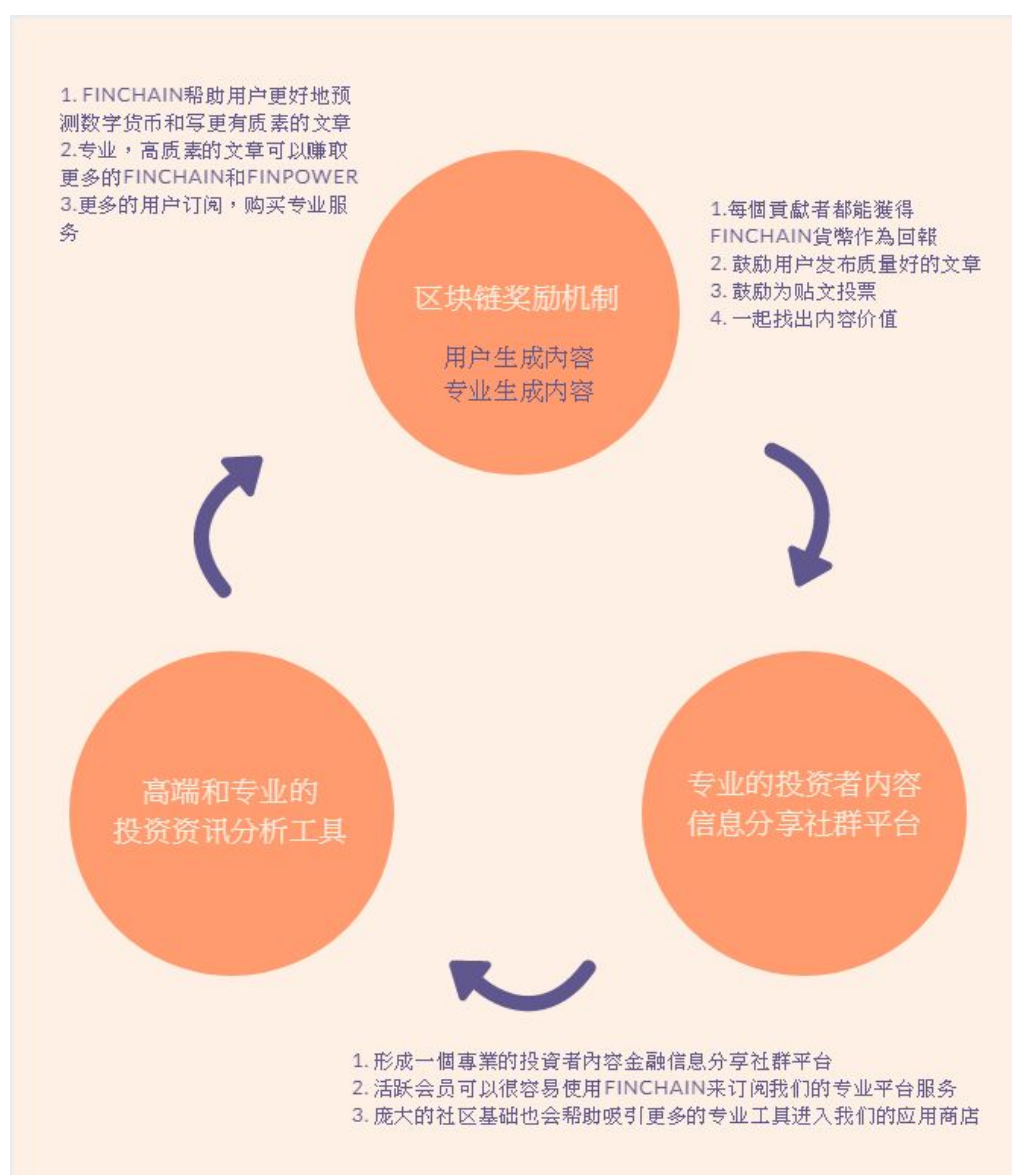 1. FINCHAIN帮助用户更好地预
测数字货币和写更有质素的文章
2.专业，高质素的文章可以赚取
更多的FINCHAIN和FINPOWER
3.更多的用户订阅，购买专业服
务
1.每個貢獻者都能獲得
FINCHAIN貨幣作為回報
2. 鼓励用户发布质量好的文章
3. 鼓励为贴文投票
4. 一起找出内容价值
区块链奖励机制
用户生成内容
专业生成内容
高端和专业的
投资资讯分析工具
专业的投资者内容
信息分享社群平台
1. 形成一個專業的投資者內容金融信息分享社群平台
2. 活跃会员可以很容易使用FINCHAIN来订阅我们的专业平台服务
3. 庞大的社区基础也会帮助吸引更多的专业工具进入我们的应用商店